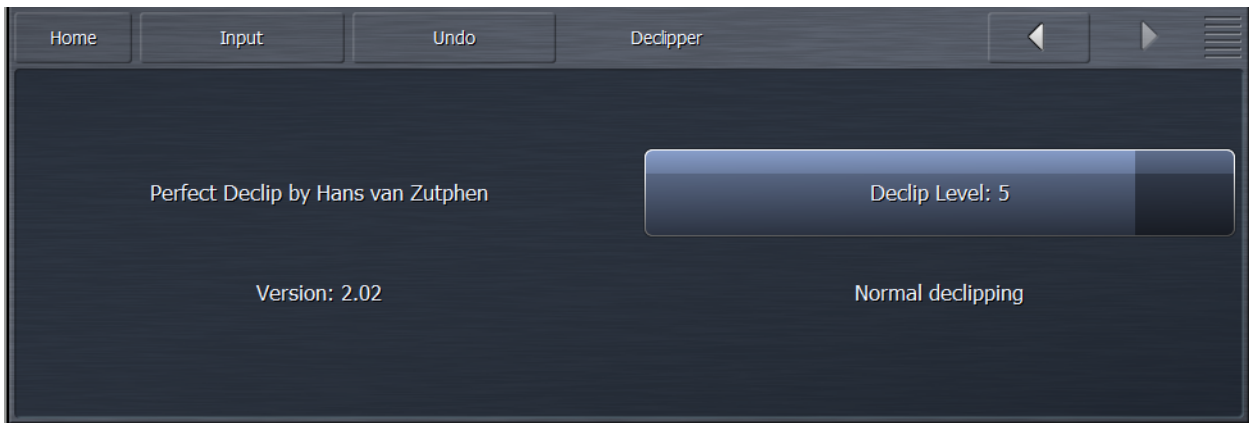 Home Input Undo Declipper
Perfect Declip by Hans van Zutphen
Declip Level: 5
Version: 2.02
Normal declipping